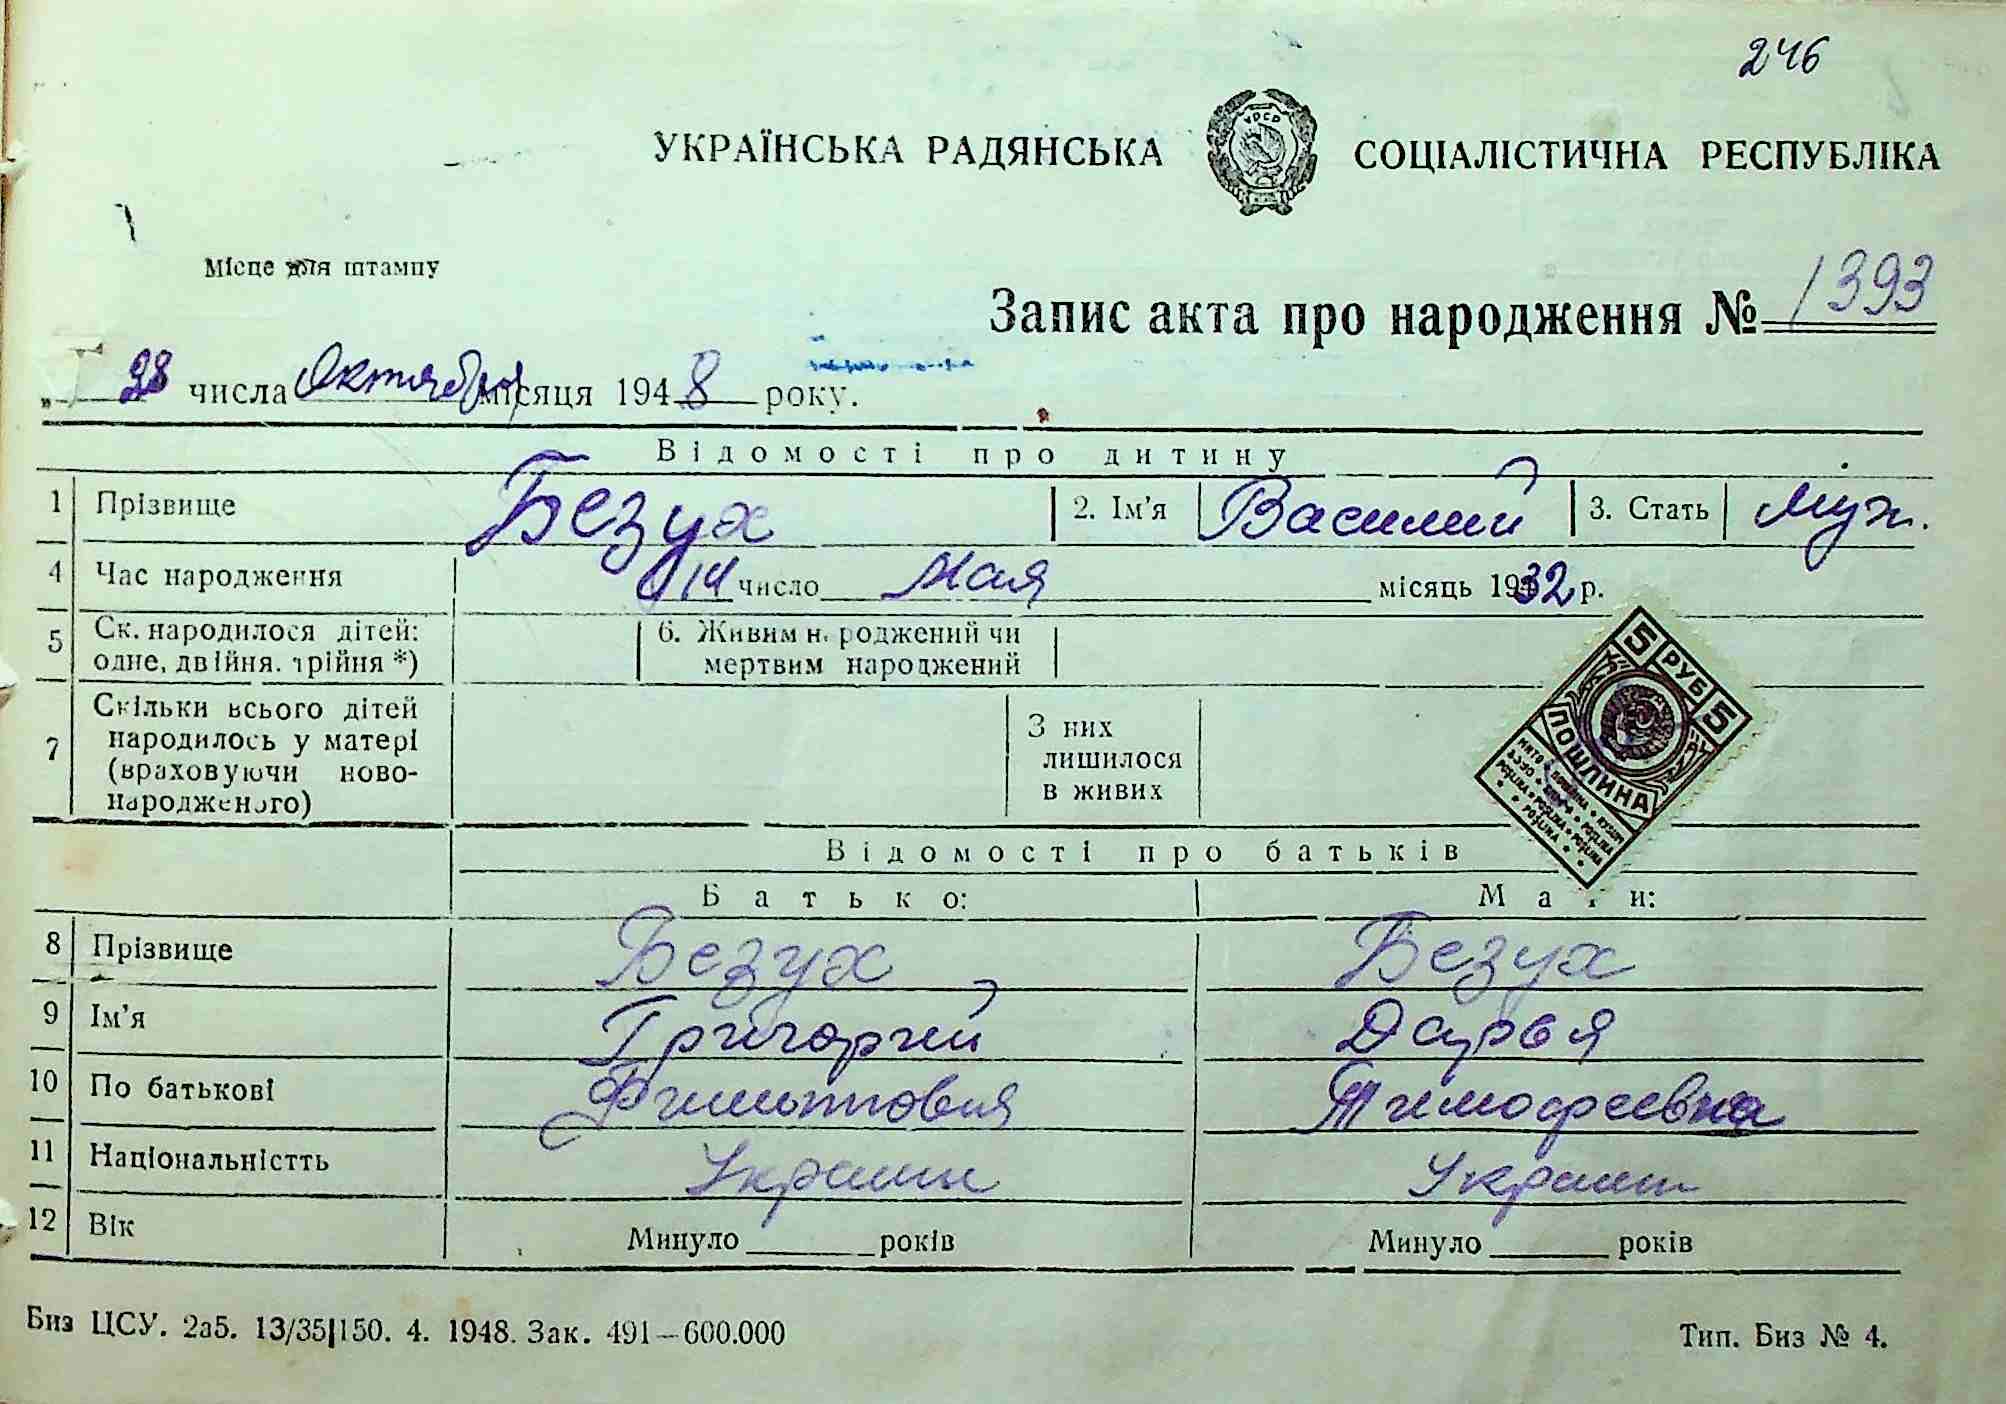 246
УКРАЇНСЬКА РАДЯНСЬКА СОЦІАЛІСТИЧНА РЕСПУБЛІКА
УРСР
Місце для штампу
Запис акта про народження № 1393
„ 28 числа Октября місяця 1948 року.
Відомості про дитину
1 Прізвище Безух 2. Ім'я Василий 3. Стать муж.
4 Час народження 14 число Мая місяць 1932 р.
5 Ск. народилося дітей: одне, двійня. трійня *) 6. Живим народжений чи мертвим народжений
7 Скільки всього дітей народилось у матері (враховуючи ново-народженого) З них лишилося в живих
5 РУБ 5
ПОШЛИНА
Відомості про батьків
Батько: Мати:
8 Прізвище Безух Безух
9 Ім'я Григорий Дарья
10 По батькові Филиппович Тимофеевна
11 Національністть Украин Украин
12 Вік Минуло років Минуло років
Биз ЦСУ. 2а5. 13/35|150. 4. 1948. Зак. 491—600.000 Тип. Биз № 4.